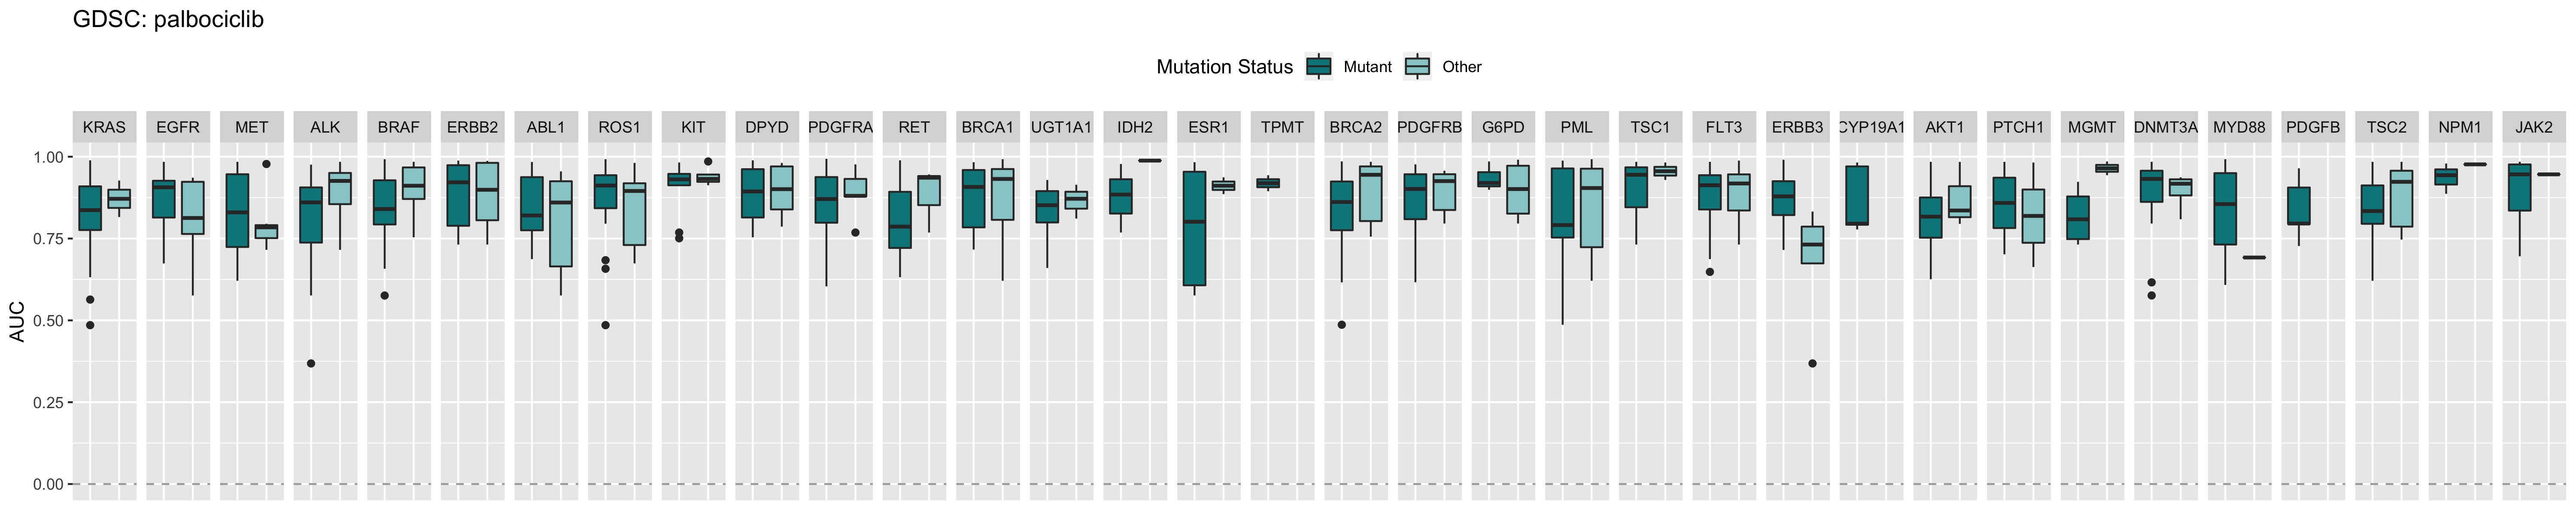 GDSC: palbociclib
Mutation Status Mutant Other
KRAS EGFR MET ALK BRAF ERBB2 ABL1 ROS1 KIT DPYD PDGFRA RET BRCA1 UGT1A1 IDH2 ESR1 TPMT BRCA2 PDGFRB G6PD PML TSC1 FLT3 ERBB3 CYP19A1 AKT1 PTCH1 MGMT DNMT3A MYD88 PDGFB TSC2 NPM1 JAK2
1.00
0.75
0.50
0.25
0.00
AUC